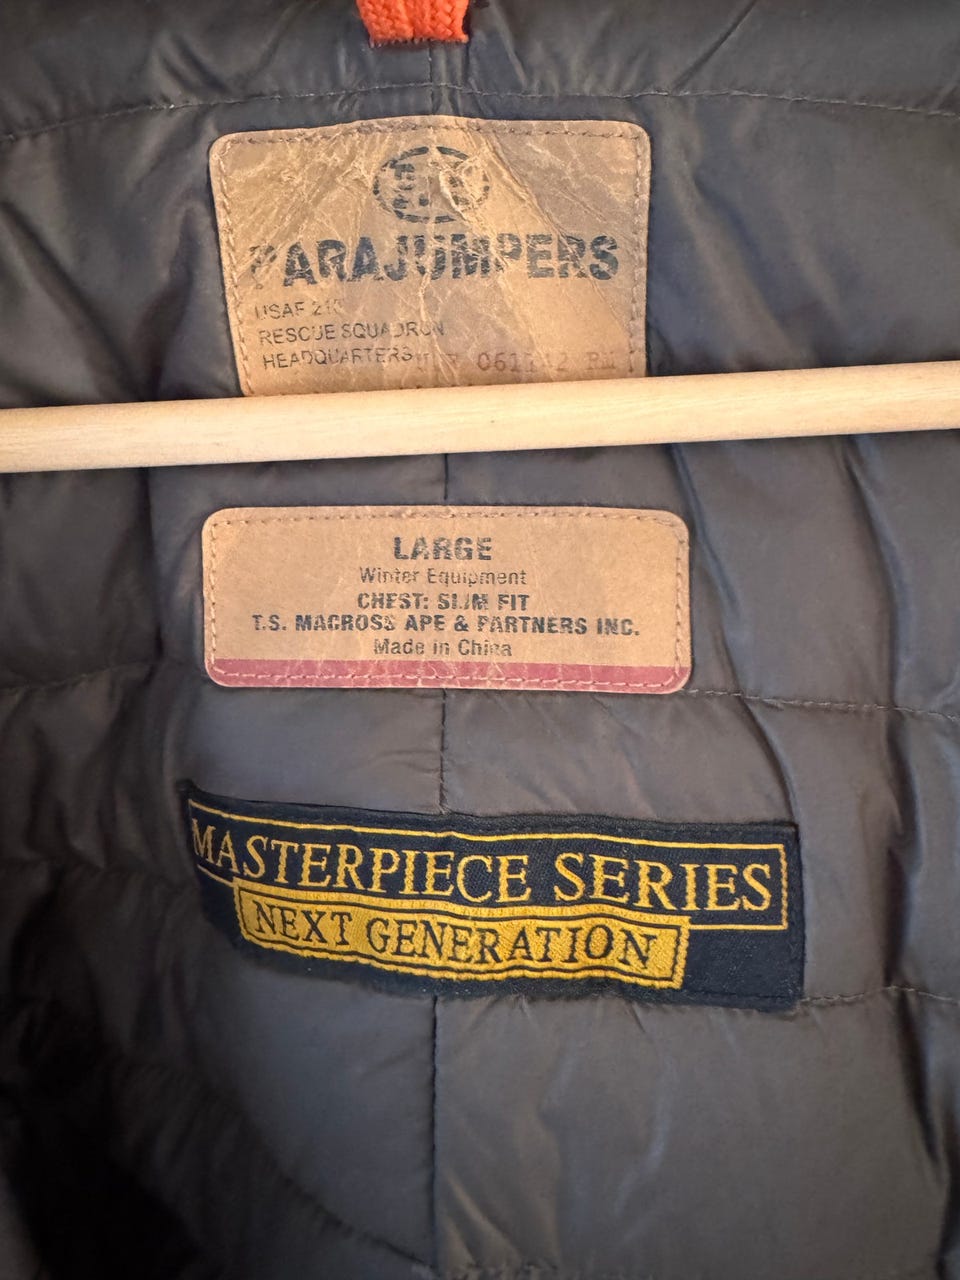 PARAJUMPERS
USAF 210
RESCUE SQUADRON
HEADQUARTERS
LARGE
Winter Equipment
CHEST: SLIM FIT
T.S. MACROSS APE & PARTNERS INC.
Made in China
MASTERPIECE SERIES
NEXT GENERATION